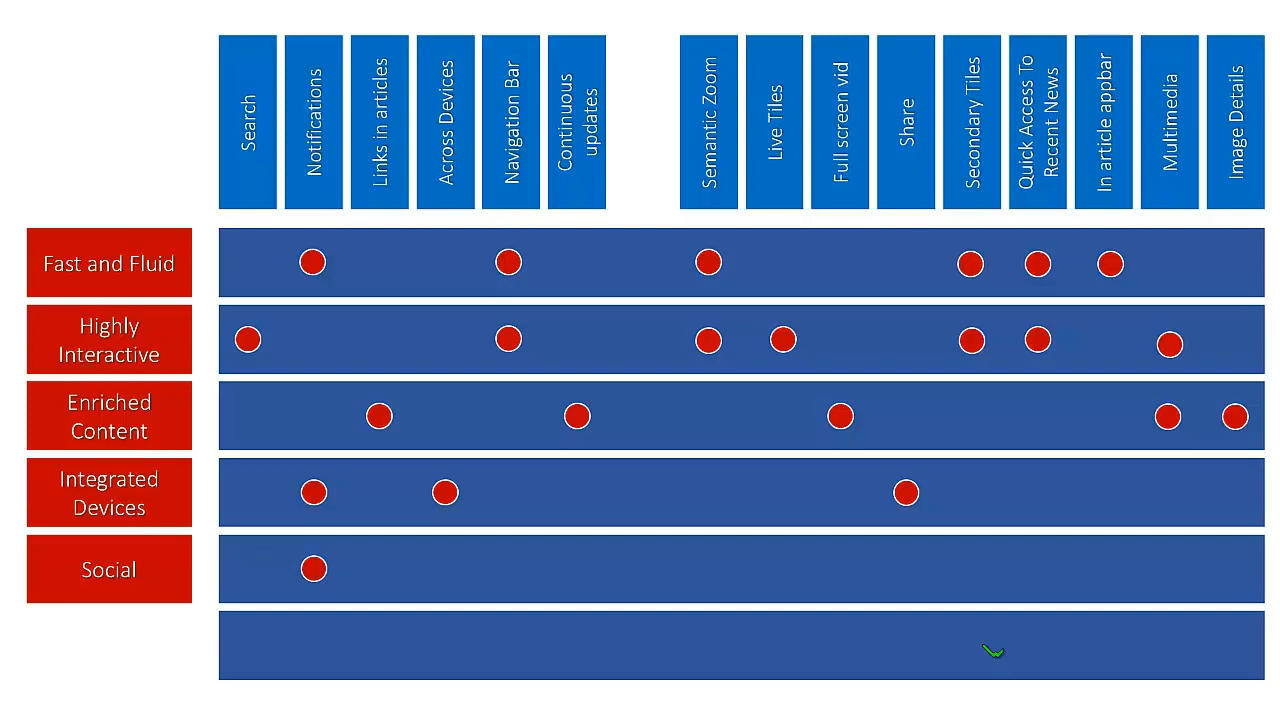 Search
Notifications
Links in articles
Across Devices
Navigation Bar
Continuous
updates
Semantic Zoom
Live Tiles
Full screen vid
Share
Secondary Tiles
Quick Access To
Recent News
In article appbar
Multimedia
Image Details
Fast and Fluid
Highly
Interactive
Enriched
Content
Integrated
Devices
Social